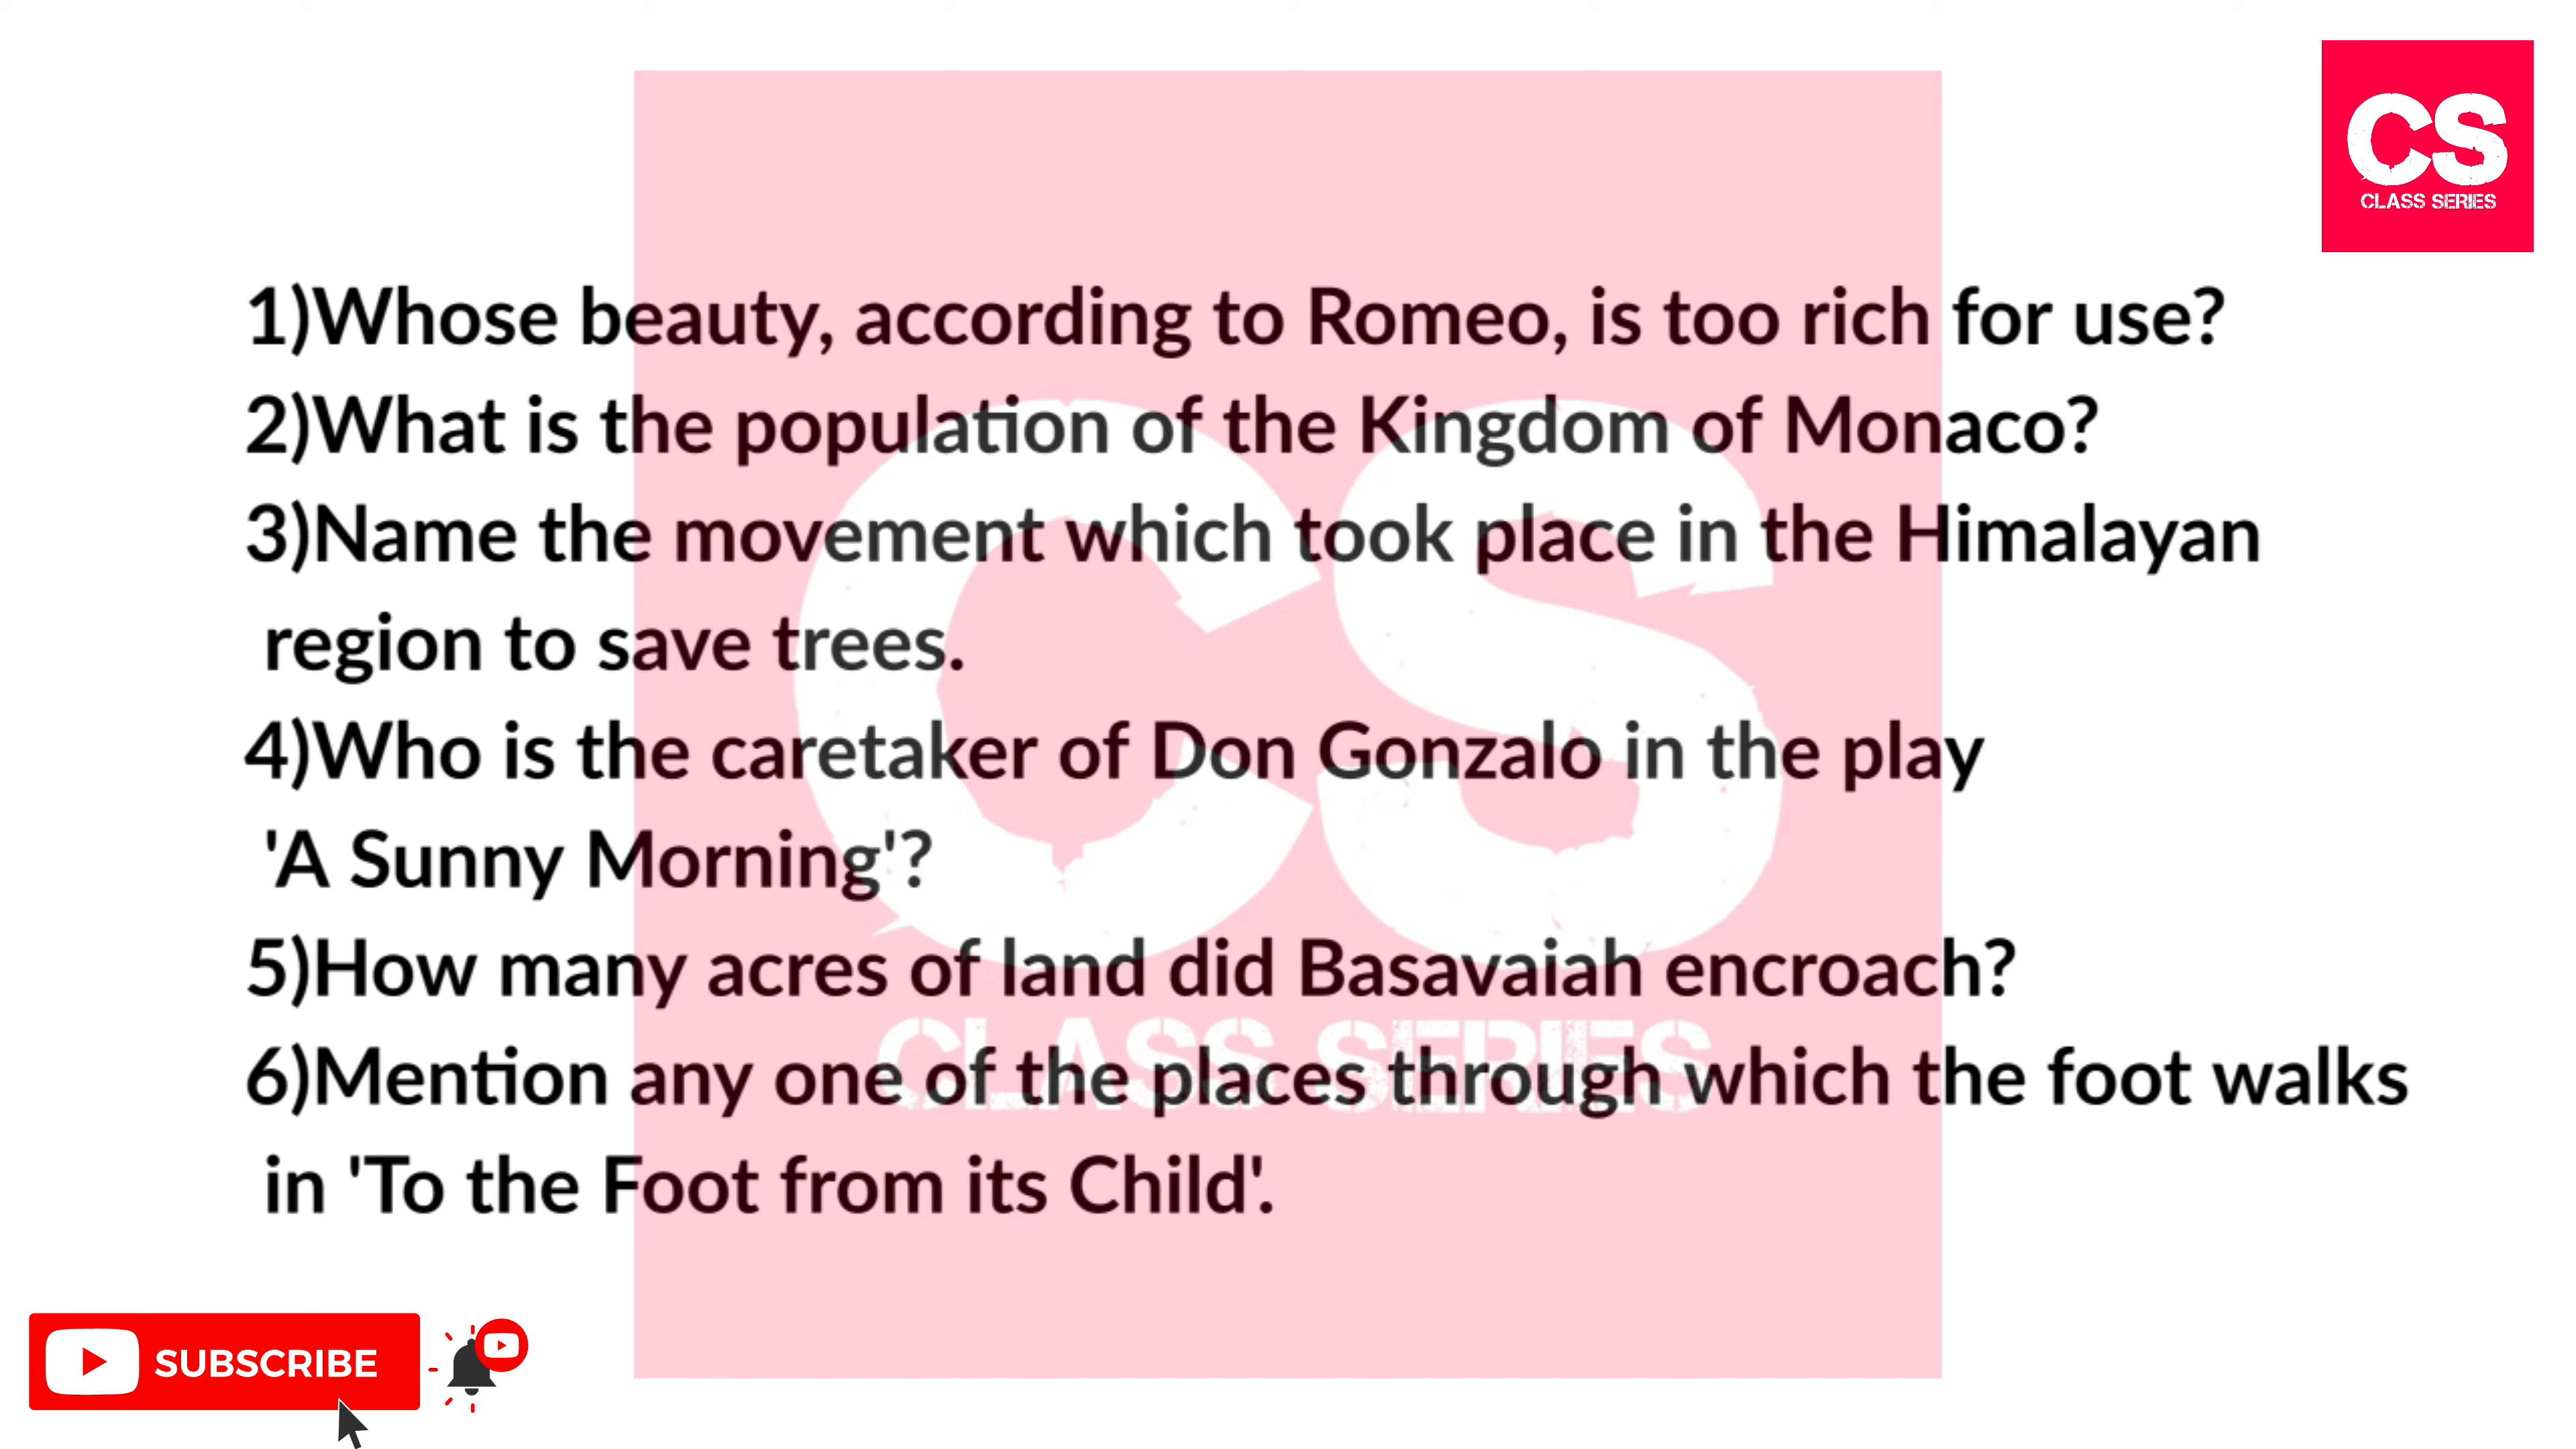 CS
CLASS SERIES
1)Whose beauty, according to Romeo, is too rich for use?
2)What is the population of the Kingdom of Monaco?
3)Name the movement which took place in the Himalayan
region to save trees.
4)Who is the caretaker of Don Gonzalo in the play
'A Sunny Morning'?
5)How many acres of land did Basavaiah encroach?
6)Mention any one of the places through which the foot walks
in 'To the Foot from its Child'.
CS
CLASS SERIES
SUBSCRIBE